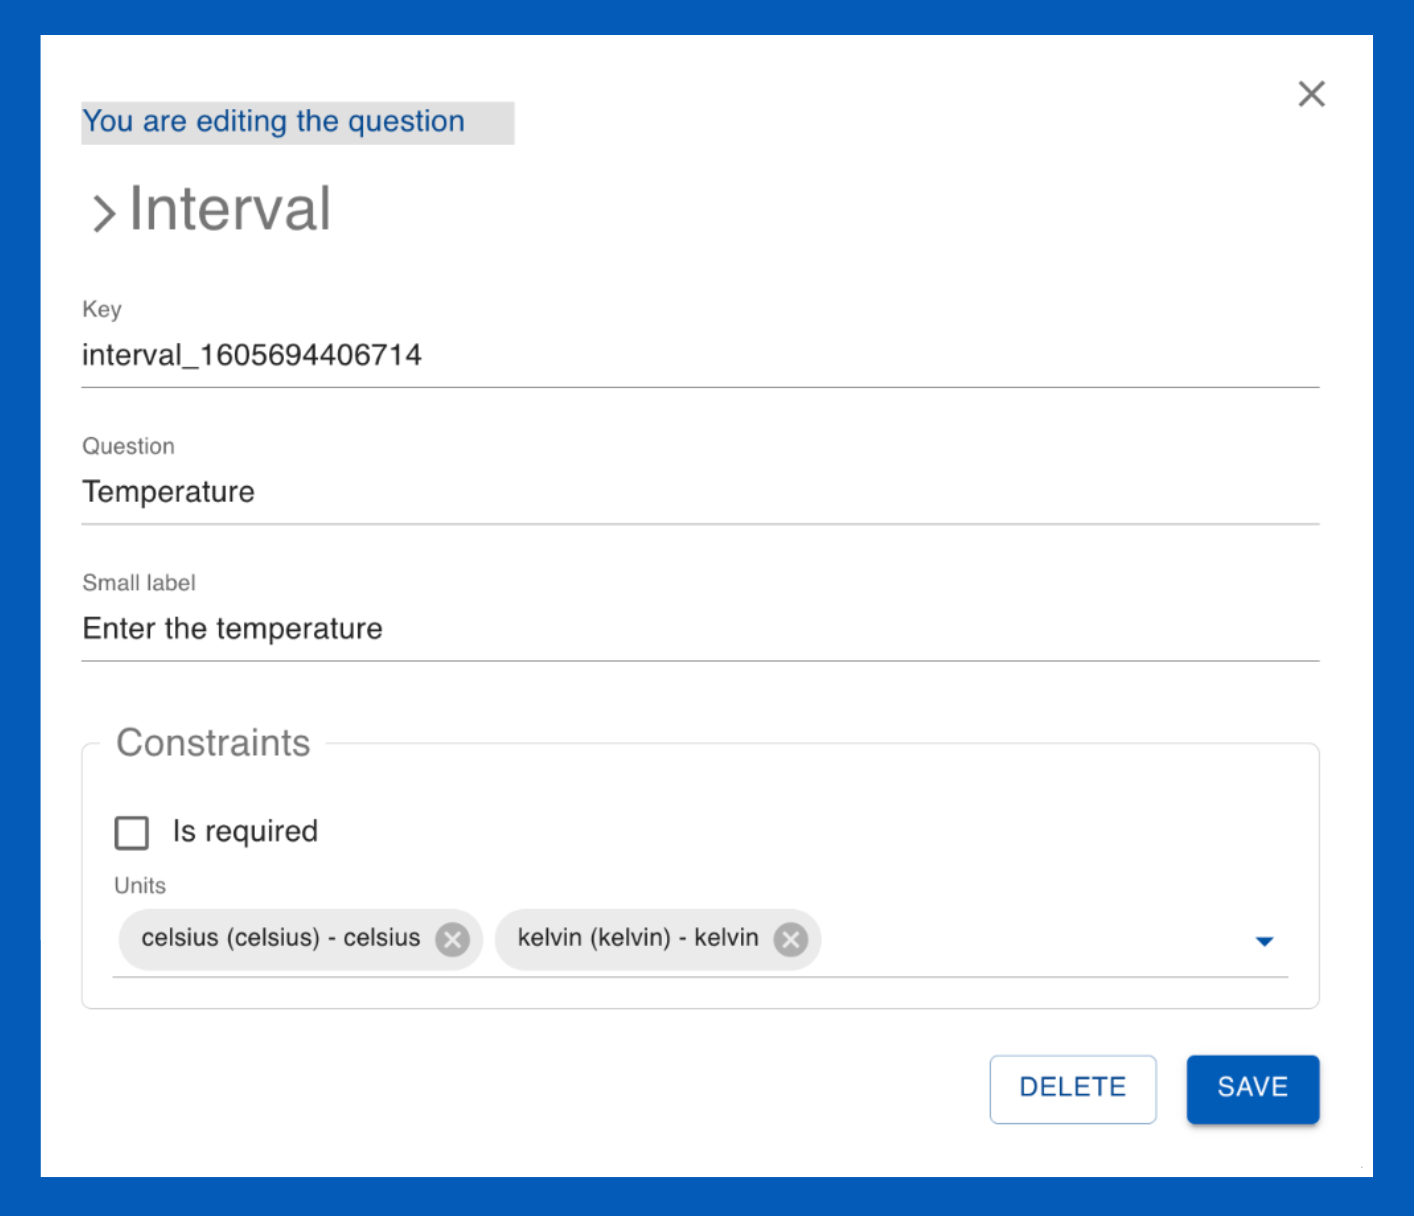 You are editing the question
Interval
Key
interval_1605694406714
Question
Temperature
Small label
Enter the temperature
Constraints
Is required
Units
celsius (celsius) - celsius kelvin (kelvin) - kelvin
DELETE SAVE